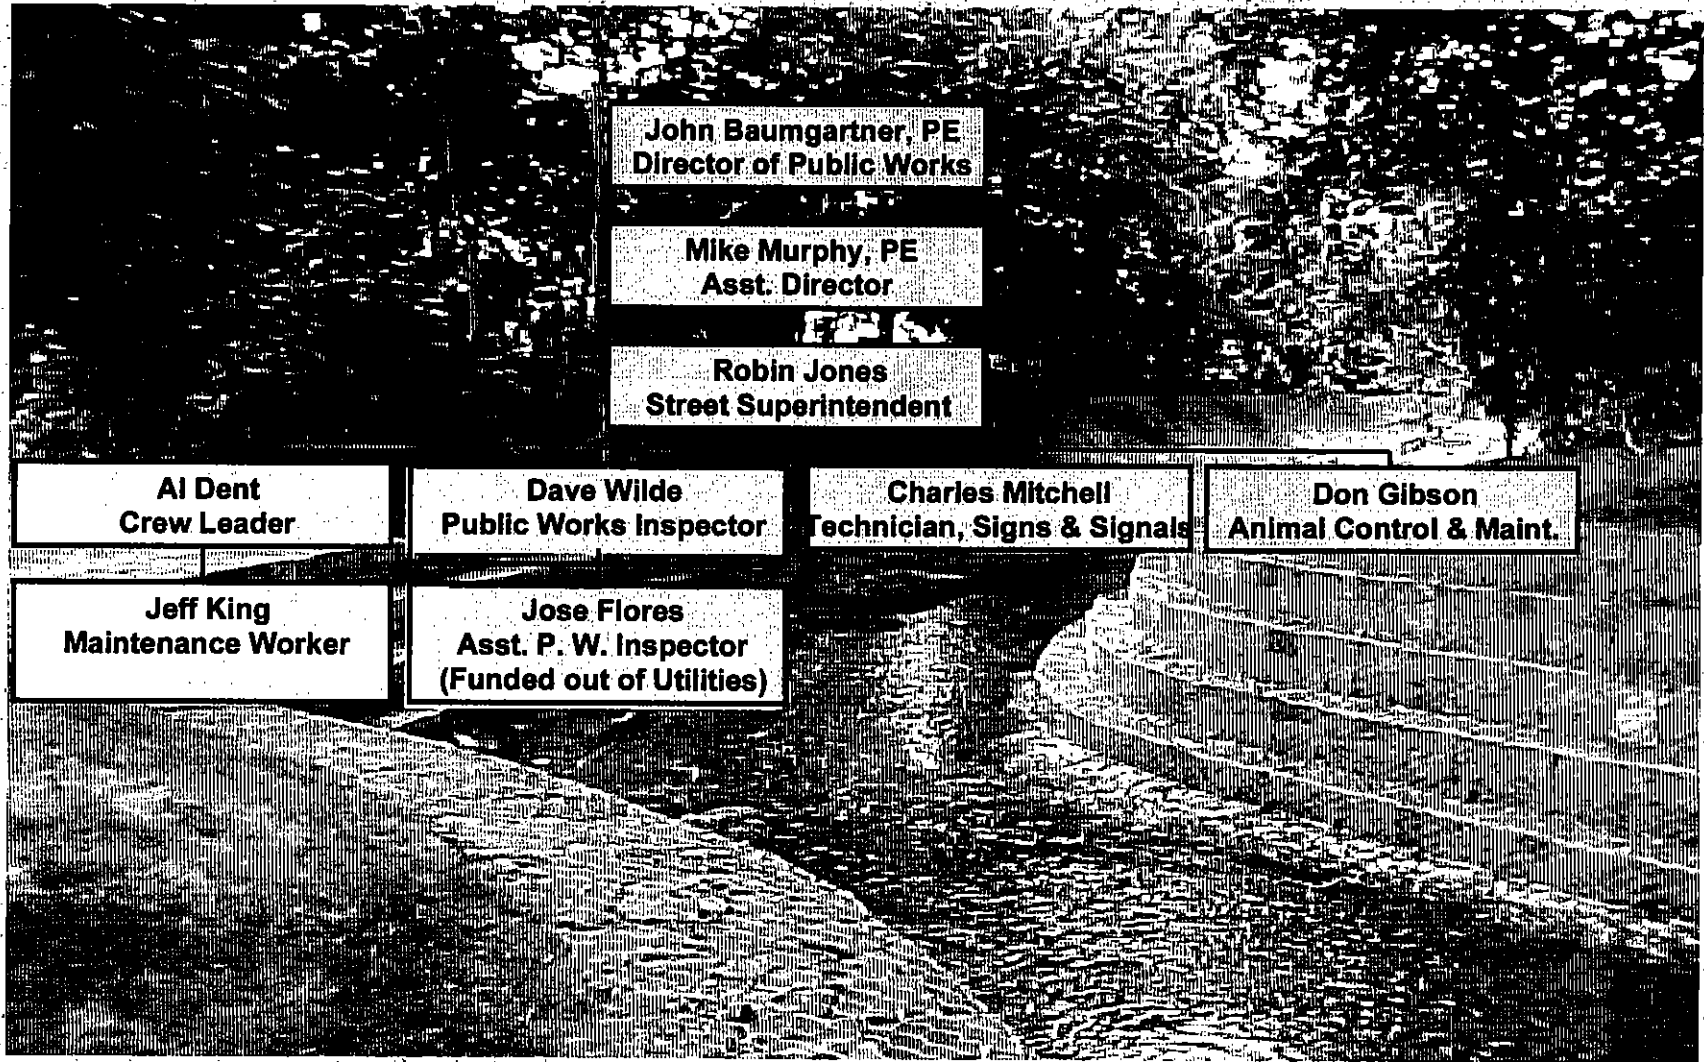 John Baumgartner, PE
Director of Public Works
Mike Murphy, PE
Asst. Director
Robin Jones
Street Superintendent
Al Dent
Crew Leader
Dave Wilde
Public Works Inspector
Charles Mitchell
Technician, Signs & Signals
Don Gibson
Animal Control & Maint.
Jeff King
Maintenance Worker
Jose Flores
Asst. P. W. Inspector
(Funded out of Utilities)